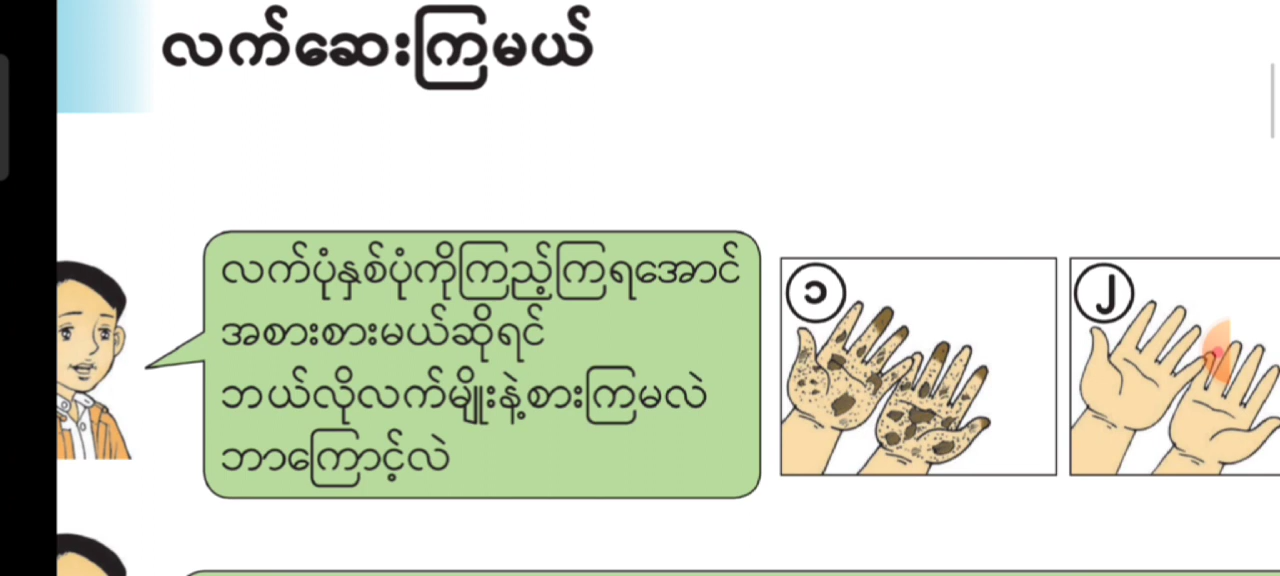 လက်ဆေးကြမယ်
လက်ပုံနှစ်ပုံကိုကြည့်ကြရအောင်
အစားစားမယ်ဆိုရင်
ဘယ်လိုလက်မျိုးနဲ့စားကြမလဲ
ဘာကြောင့်လဲ
၁
၂